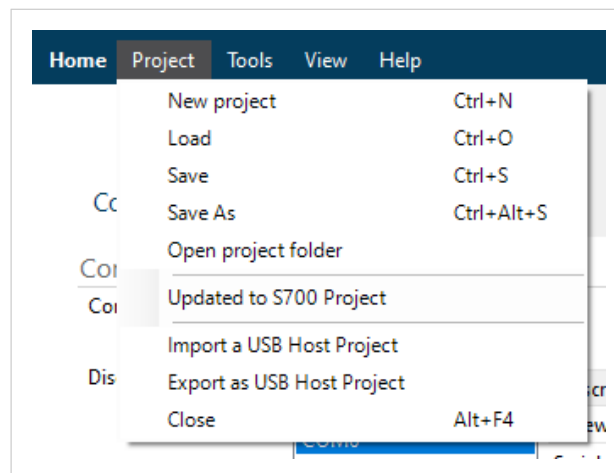 Home Project Tools View Help
New project Ctrl+N
Load Ctrl+O
Save Ctrl+S
Save As Ctrl+Alt+S
Open project folder
Updated to S700 Project
Import a USB Host Project
Export as USB Host Project
Close Alt+F4